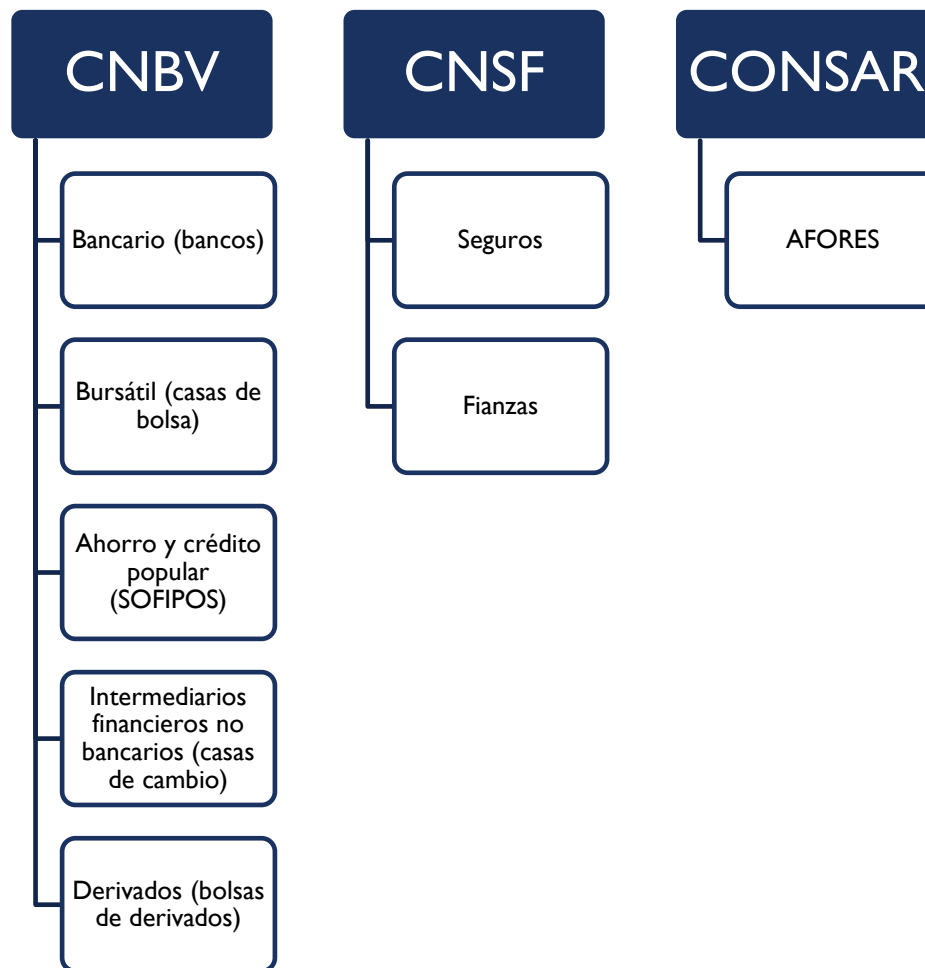 CNBV
Bancario (bancos)
Bursátil (casas de
bolsa)
Ahorro y crédito
popular
(SOFIPOS)
Intermediarios
financieros no
bancarios (casas
de cambio)
Derivados (bolsas
de derivados)
CNSF
Seguros
Fianzas
CONSAR
AFORES